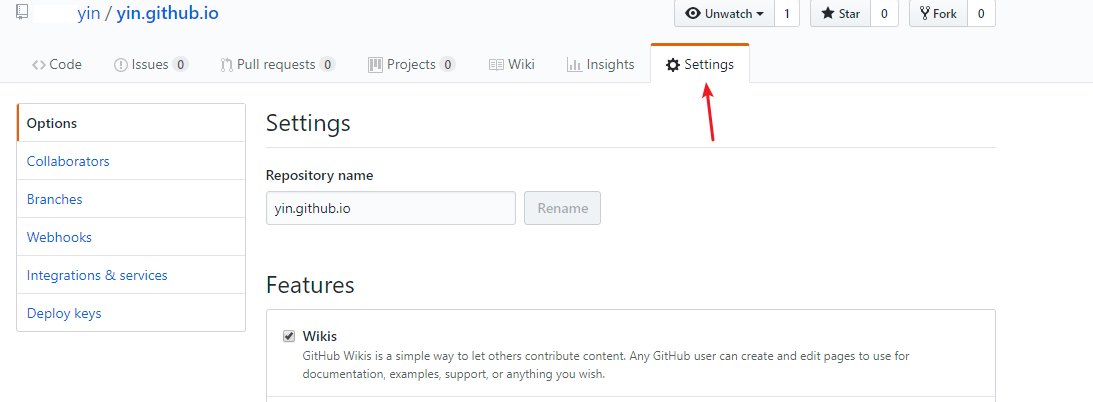 yin / yin.github.io
Unwatch 1 Star 0 Fork 0
Code Issues 0 Pull requests 0 Projects 0 Wiki Insights Settings
Options
Collaborators
Branches
Webhooks
Integrations & services
Deploy keys
Settings
Repository name
yin.github.io Rename
Features
Wikis
GitHub Wikis is a simple way to let others contribute content. Any GitHub user can create and edit pages to use for
documentation, examples, support, or anything you wish.